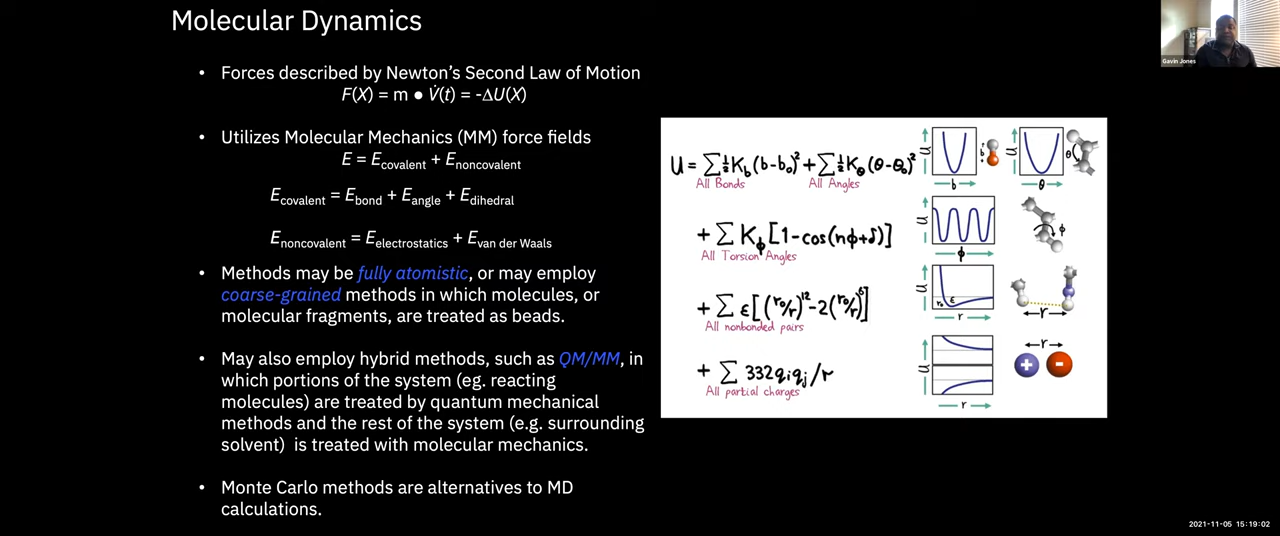 Molecular Dynamics
• Forces described by Newton's Second Law of Motion
F(X) = m ● V̇(t) = -ΔU(X)
• Utilizes Molecular Mechanics (MM) force fields
E = Ecovalent + Enoncovalent
Ecovalent = Ebond + Eangle + Edihedral
Enoncovalent = Eelectrostatics + Evan der Waals
• Methods may be fully atomistic, or may employ
coarse-grained methods in which molecules, or
molecular fragments, are treated as beads.
• May also employ hybrid methods, such as QM/MM, in
which portions of the system (eg. reacting
molecules) are treated by quantum mechanical
methods and the rest of the system (e.g. surrounding
solvent) is treated with molecular mechanics.
• Monte Carlo methods are alternatives to MD
calculations.
U = ∑ ½ Kb (b-b₀)² + ∑ ½ Kθ (θ-θ₀)²
All Bonds All Angles
+ ∑ Kϕ [1-cos(nϕ+δ)]
All Torsion Angles
+ ∑ ε[(r₀/r)¹²-2(r₀/r)⁶]
All nonbonded pairs
+ ∑ 332qiqj/r
All partial charges
U b U θ θ
U ϕ ϕ
U r₀ ε r r
U r r + -
Gavin Jones
2021-11-05 15:19:02